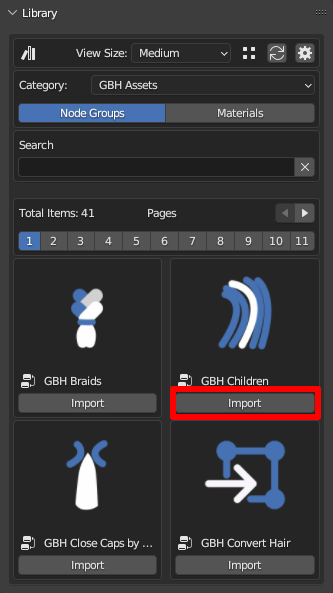 Library
View Size: Medium
Category: GBH Assets
Node Groups Materials
Search
Total Items: 41 Pages
1 2 3 4 5 6 7 8 9 10 11
GBH Braids GBH Children
Import Import
GBH Close Caps by ... GBH Convert Hair
Import Import